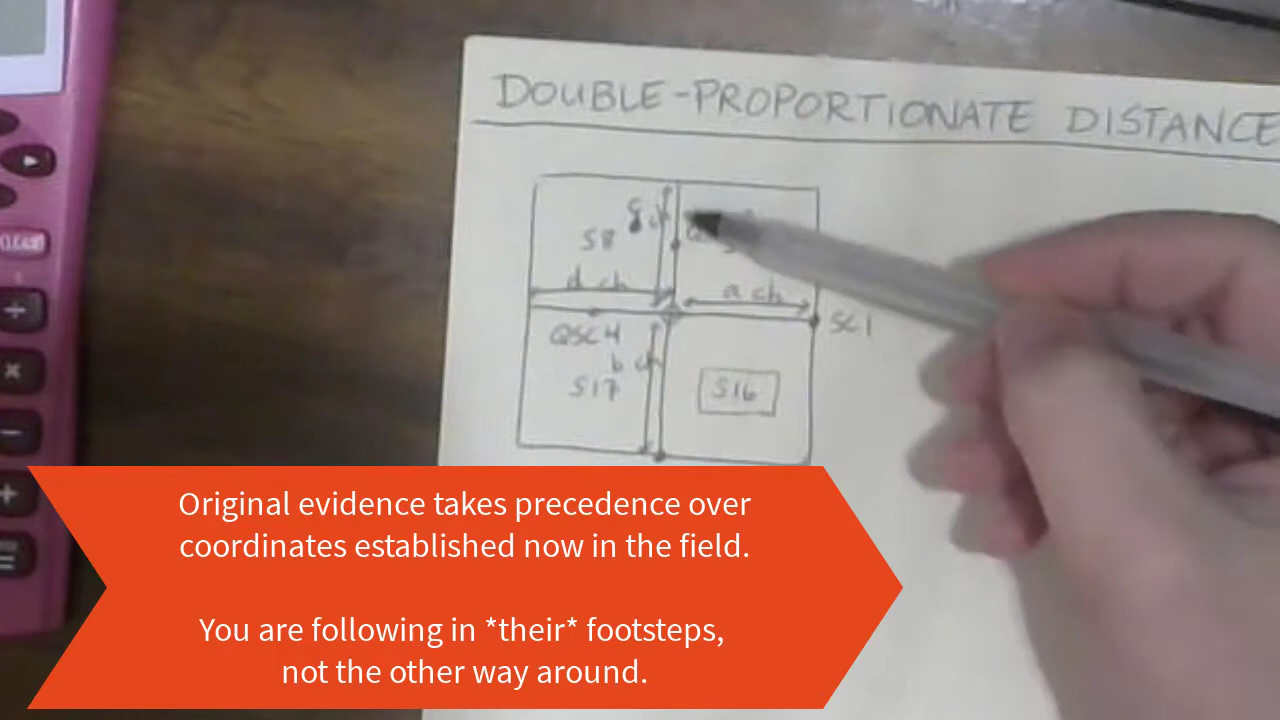 DOUBLE-PROPORTIONATE DISTANCE
S8
d ch
a ch
SC1
QSC4
b ch
S17
S16
CLEAR
÷
×
−
+
=
Original evidence takes precedence over
coordinates established now in the field.
You are following in *their* footsteps,
not the other way around.